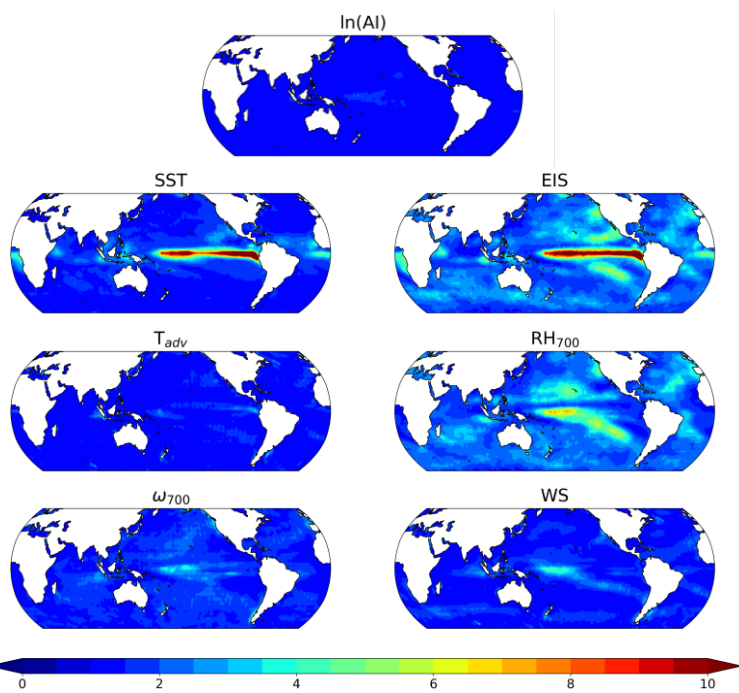 ln(AI)
SST EIS
T_adv RH_700
ω_700 WS
0 2 4 6 8 10